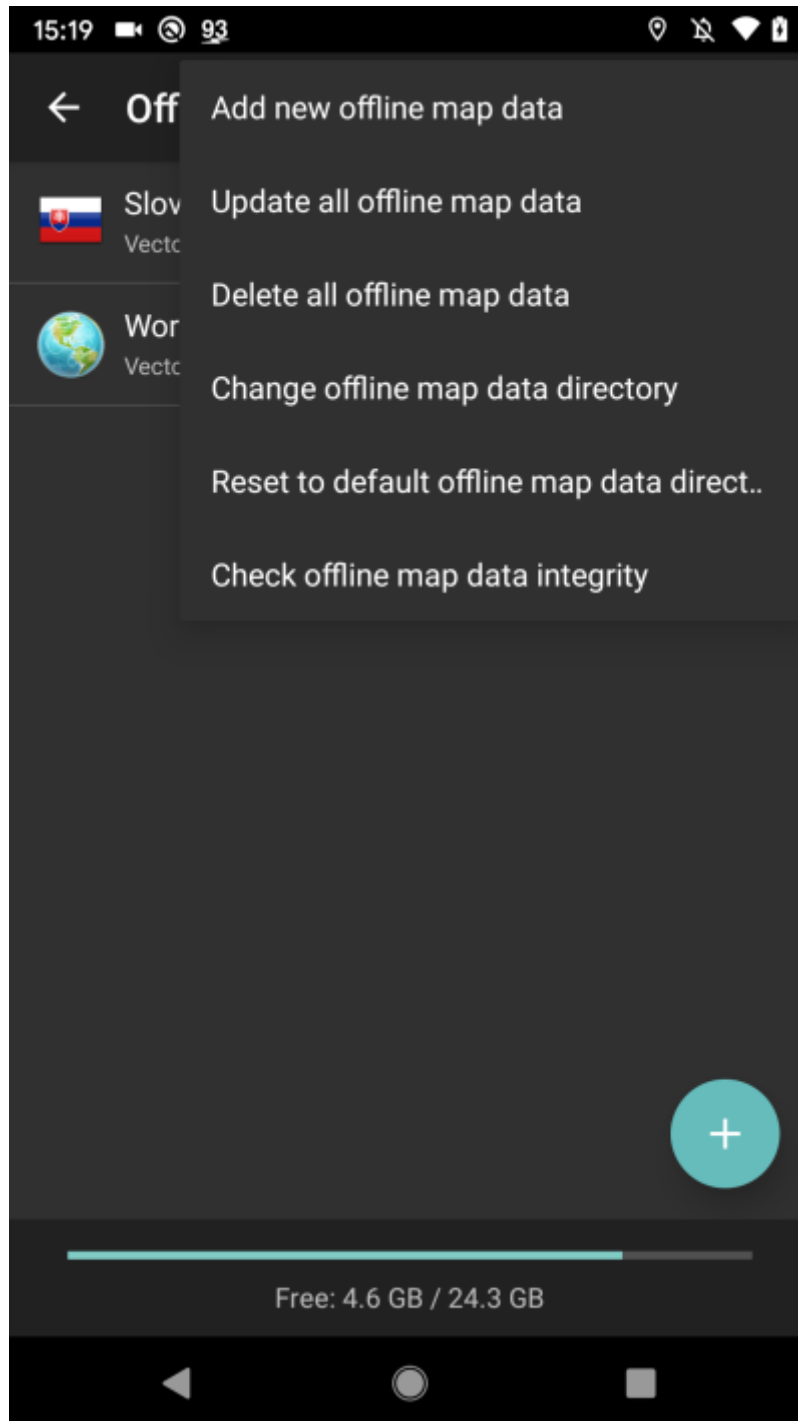 15:19 93
Off
Add new offline map data
Slov
Update all offline map data
Vecto
Delete all offline map data
Wor
Vecto
Change offline map data directory
Reset to default offline map data direct..
Check offline map data integrity
Free: 4.6 GB / 24.3 GB